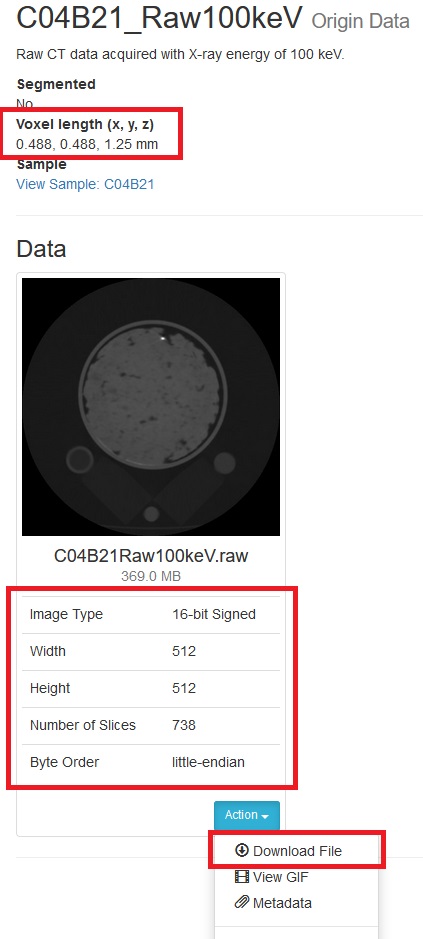 C04B21_Raw100keV Origin Data
Raw CT data acquired with X-ray energy of 100 keV.
Segmented
No
Voxel length (x, y, z)
0.488, 0.488, 1.25 mm
Sample
View Sample: C04B21
Data
C04B21Raw100keV.raw
369.0 MB
Image Type 16-bit Signed
Width 512
Height 512
Number of Slices 738
Byte Order little-endian
Action
Download File
View GIF
Metadata